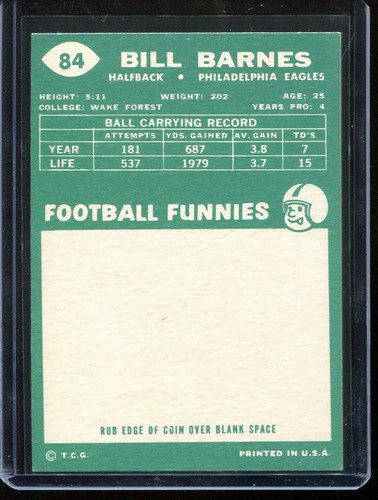 84 BILL BARNES
HALFBACK • PHILADELPHIA EAGLES
HEIGHT: 5:11 WEIGHT: 202 AGE: 25
COLLEGE: WAKE FOREST YEARS PRO: 4
BALL CARRYING RECORD
ATTEMPTS YDS. GAINED AV. GAIN TD'S
YEAR 181 687 3.8 7
LIFE 537 1979 3.7 15
FOOTBALL FUNNIES
RUB EDGE OF COIN OVER BLANK SPACE
© T.C.G. PRINTED IN U.S.A.